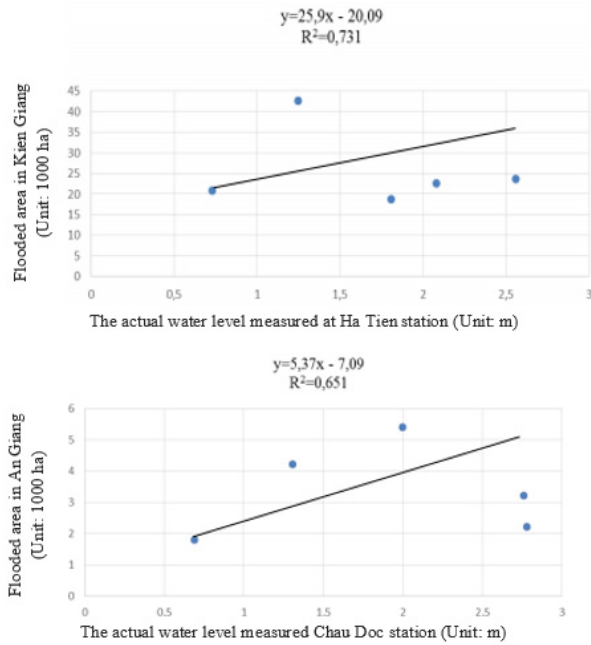 y=25,9x - 20,09
R²=0,731
Flooded area in Kien Giang
(Unit: 1000 ha)
45
40
35
30
25
20
15
10
5
0
0 0,5 1 1,5 2 2,5 3
The actual water level measured at Ha Tien station (Unit: m)
y=5,37x - 7,09
R²=0,651
Flooded area in An Giang
(Unit: 1000 ha)
6
5
4
3
2
1
0
0 0.5 1 1.5 2 2.5 3
The actual water level measured Chau Doc station (Unit: m)